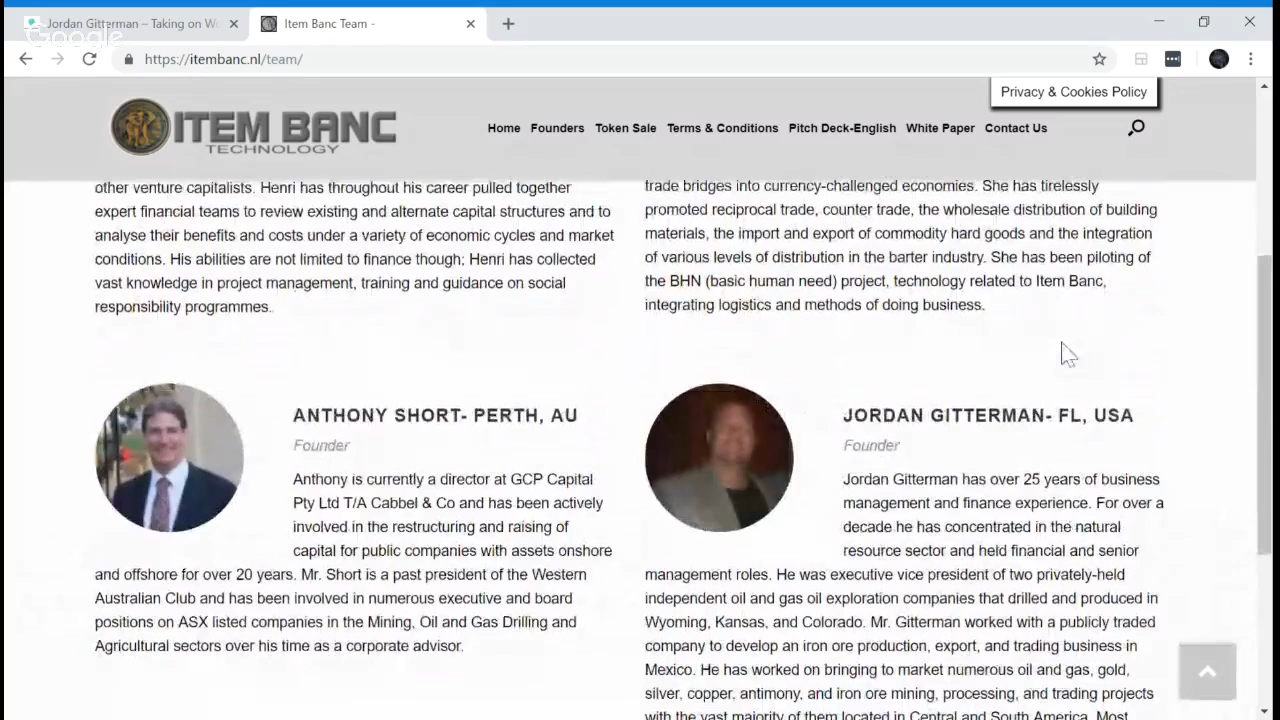 Jordan Gitterman – Taking on Wo
Item Banc Team -
Google
https://itembanc.nl/team/
Privacy & Cookies Policy
ITEM BANC
TECHNOLOGY
Home Founders Token Sale Terms & Conditions Pitch Deck-English White Paper Contact Us
other venture capitalists. Henri has throughout his career pulled together
expert financial teams to review existing and alternate capital structures and to
analyse their benefits and costs under a variety of economic cycles and market
conditions. His abilities are not limited to finance though; Henri has collected
vast knowledge in project management, training and guidance on social
responsibility programmes.
trade bridges into currency-challenged economies. She has tirelessly
promoted reciprocal trade, counter trade, the wholesale distribution of building
materials, the import and export of commodity hard goods and the integration
of various levels of distribution in the barter industry. She has been piloting of
the BHN (basic human need) project, technology related to Item Banc,
integrating logistics and methods of doing business.
ANTHONY SHORT- PERTH, AU
Founder
Anthony is currently a director at GCP Capital
Pty Ltd T/A Cabbel & Co and has been actively
involved in the restructuring and raising of
capital for public companies with assets onshore
and offshore for over 20 years. Mr. Short is a past president of the Western
Australian Club and has been involved in numerous executive and board
positions on ASX listed companies in the Mining, Oil and Gas Drilling and
Agricultural sectors over his time as a corporate advisor.
JORDAN GITTERMAN- FL, USA
Founder
Jordan Gitterman has over 25 years of business
management and finance experience. For over a
decade he has concentrated in the natural
resource sector and held financial and senior
management roles. He was executive vice president of two privately-held
independent oil and gas oil exploration companies that drilled and produced in
Wyoming, Kansas, and Colorado. Mr. Gitterman worked with a publicly traded
company to develop an iron ore production, export, and trading business in
Mexico. He has worked on bringing to market numerous oil and gas, gold,
silver, copper, antimony, and iron ore mining, processing, and trading projects
with the vast majority of them located in Central and South America. Most